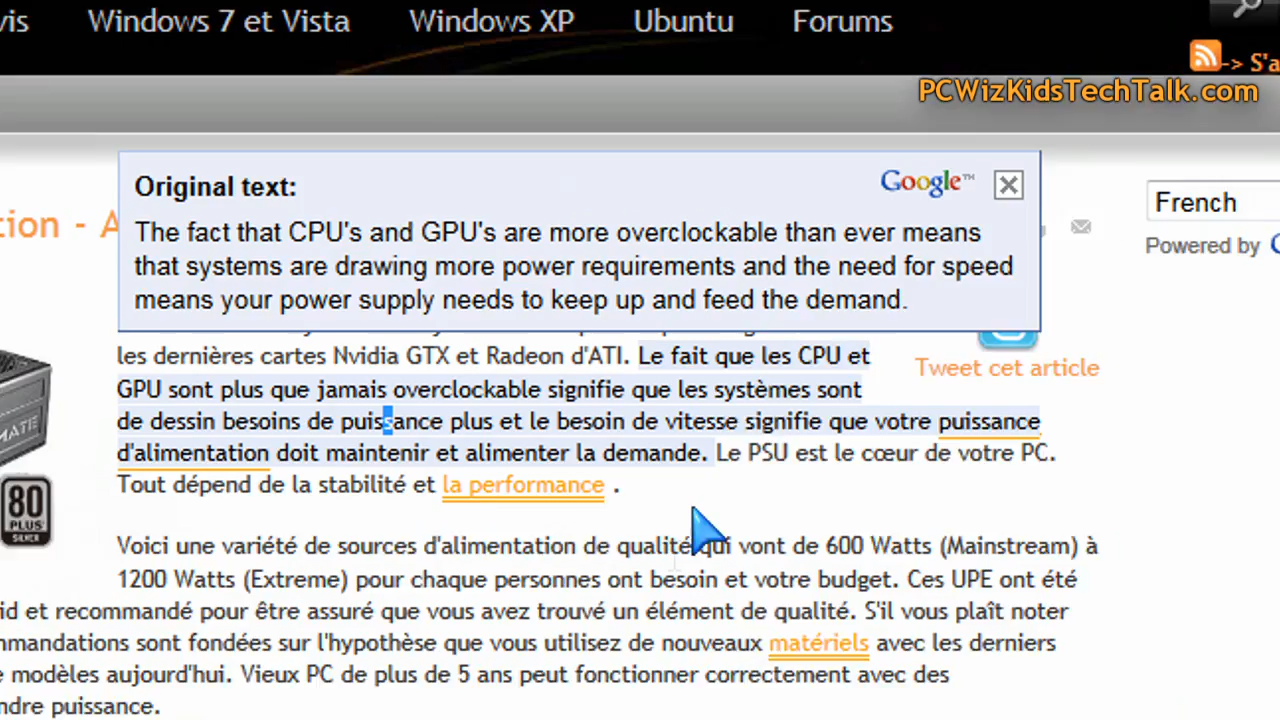 vis Windows 7 et Vista Windows XP Ubuntu Forums
-> S'a
PCWizKidsTechTalk.com
Original text: Google™
The fact that CPU's and GPU's are more overclockable than ever means
that systems are drawing more power requirements and the need for speed
means your power supply needs to keep up and feed the demand.
French
tion - A
Powered by
les dernières cartes Nvidia GTX et Radeon d'ATI. Le fait que les CPU et
GPU sont plus que jamais overclockable signifie que les systèmes sont
de dessin besoins de puissance plus et le besoin de vitesse signifie que votre puissance
d'alimentation doit maintenir et alimenter la demande. Le PSU est le cœur de votre PC.
Tout dépend de la stabilité et la performance .
Tweet cet article
MATE
80
PLUS
SILVER
Voici une variété de sources d'alimentation de qualité qui vont de 600 Watts (Mainstream) à
1200 Watts (Extreme) pour chaque personnes ont besoin et votre budget. Ces UPE ont été
id et recommandé pour être assuré que vous avez trouvé un élément de qualité. S'il vous plaît noter
mmandations sont fondées sur l'hypothèse que vous utilisez de nouveaux matériels avec les derniers
e modèles aujourd'hui. Vieux PC de plus de 5 ans peut fonctionner correctement avec des
ndre puissance.